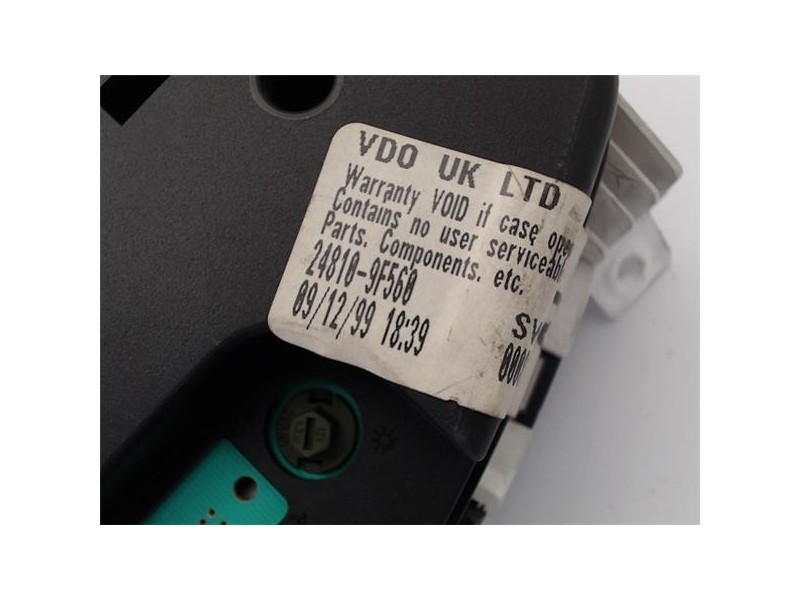 VDO UK LTD
Warranty VOID if case
Contains no user
Parts. Components. etc.
24810-9F560
09/12/99 18:39